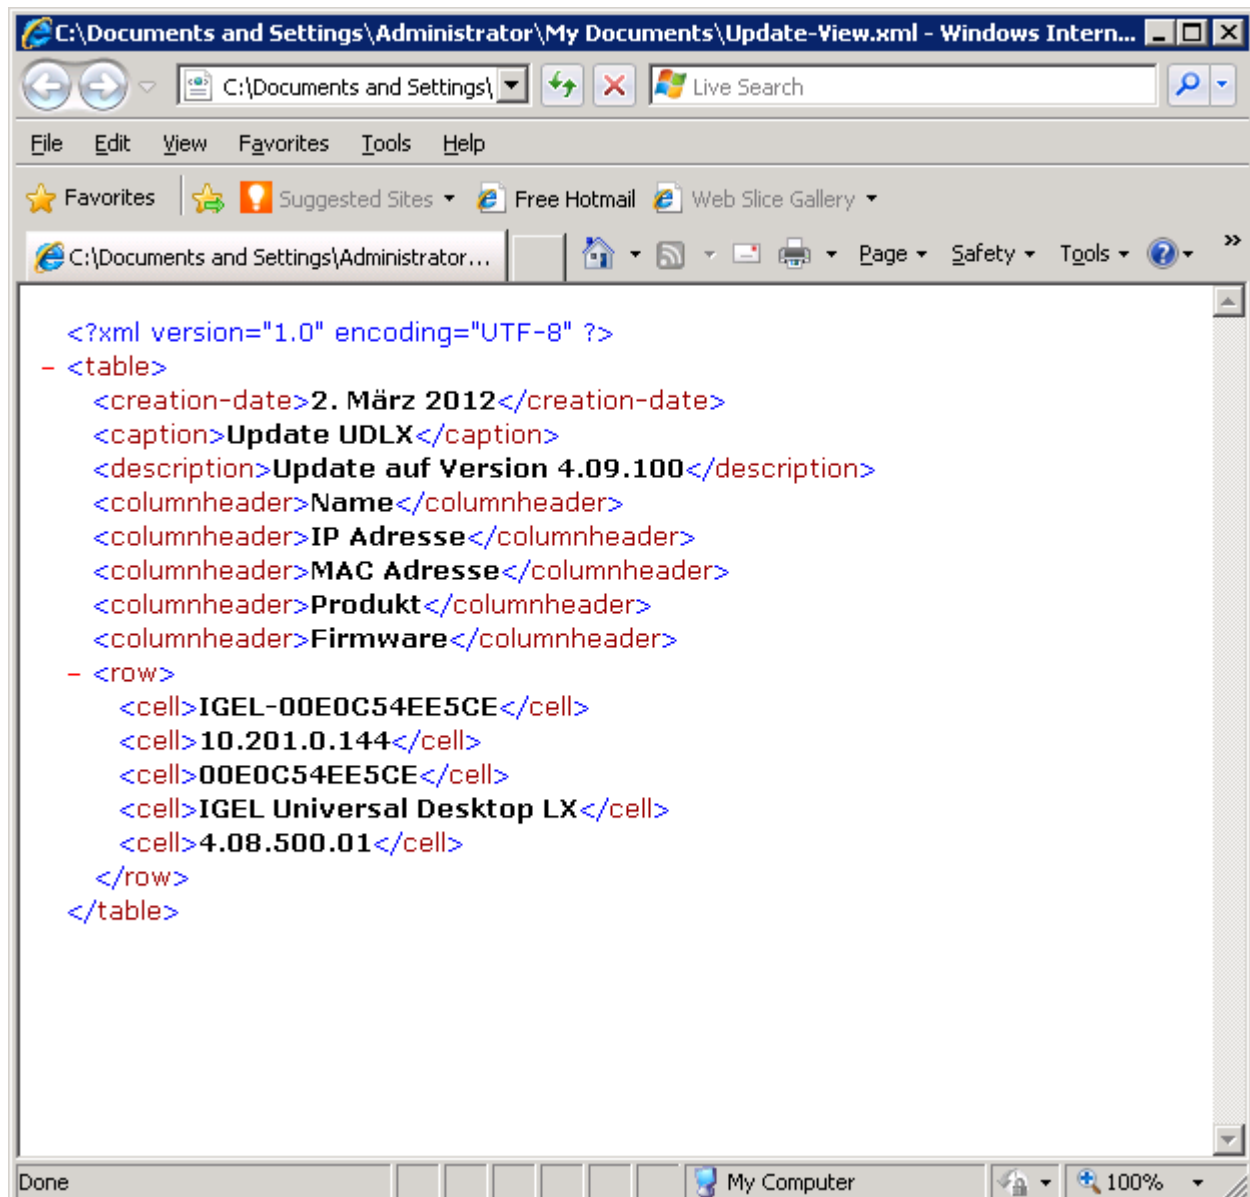 C:\Documents and Settings\Administrator\My Documents\Update-View.xml - Windows Intern...
C:\Documents and Settings\ Live Search
File Edit View Favorites Tools Help
Favorites Suggested Sites Free Hotmail Web Slice Gallery
C:\Documents and Settings\Administrator... Page Safety Tools »
<?xml version="1.0" encoding="UTF-8" ?>
- <table>
<creation-date>2. März 2012</creation-date>
<caption>Update UDLX</caption>
<description>Update auf Version 4.09.100</description>
<columnheader>Name</columnheader>
<columnheader>IP Adresse</columnheader>
<columnheader>MAC Adresse</columnheader>
<columnheader>Produkt</columnheader>
<columnheader>Firmware</columnheader>
- <row>
<cell>IGEL-00E0C54EE5CE</cell>
<cell>10.201.0.144</cell>
<cell>00E0C54EE5CE</cell>
<cell>IGEL Universal Desktop LX</cell>
<cell>4.08.500.01</cell>
</row>
</table>
Done My Computer 100%